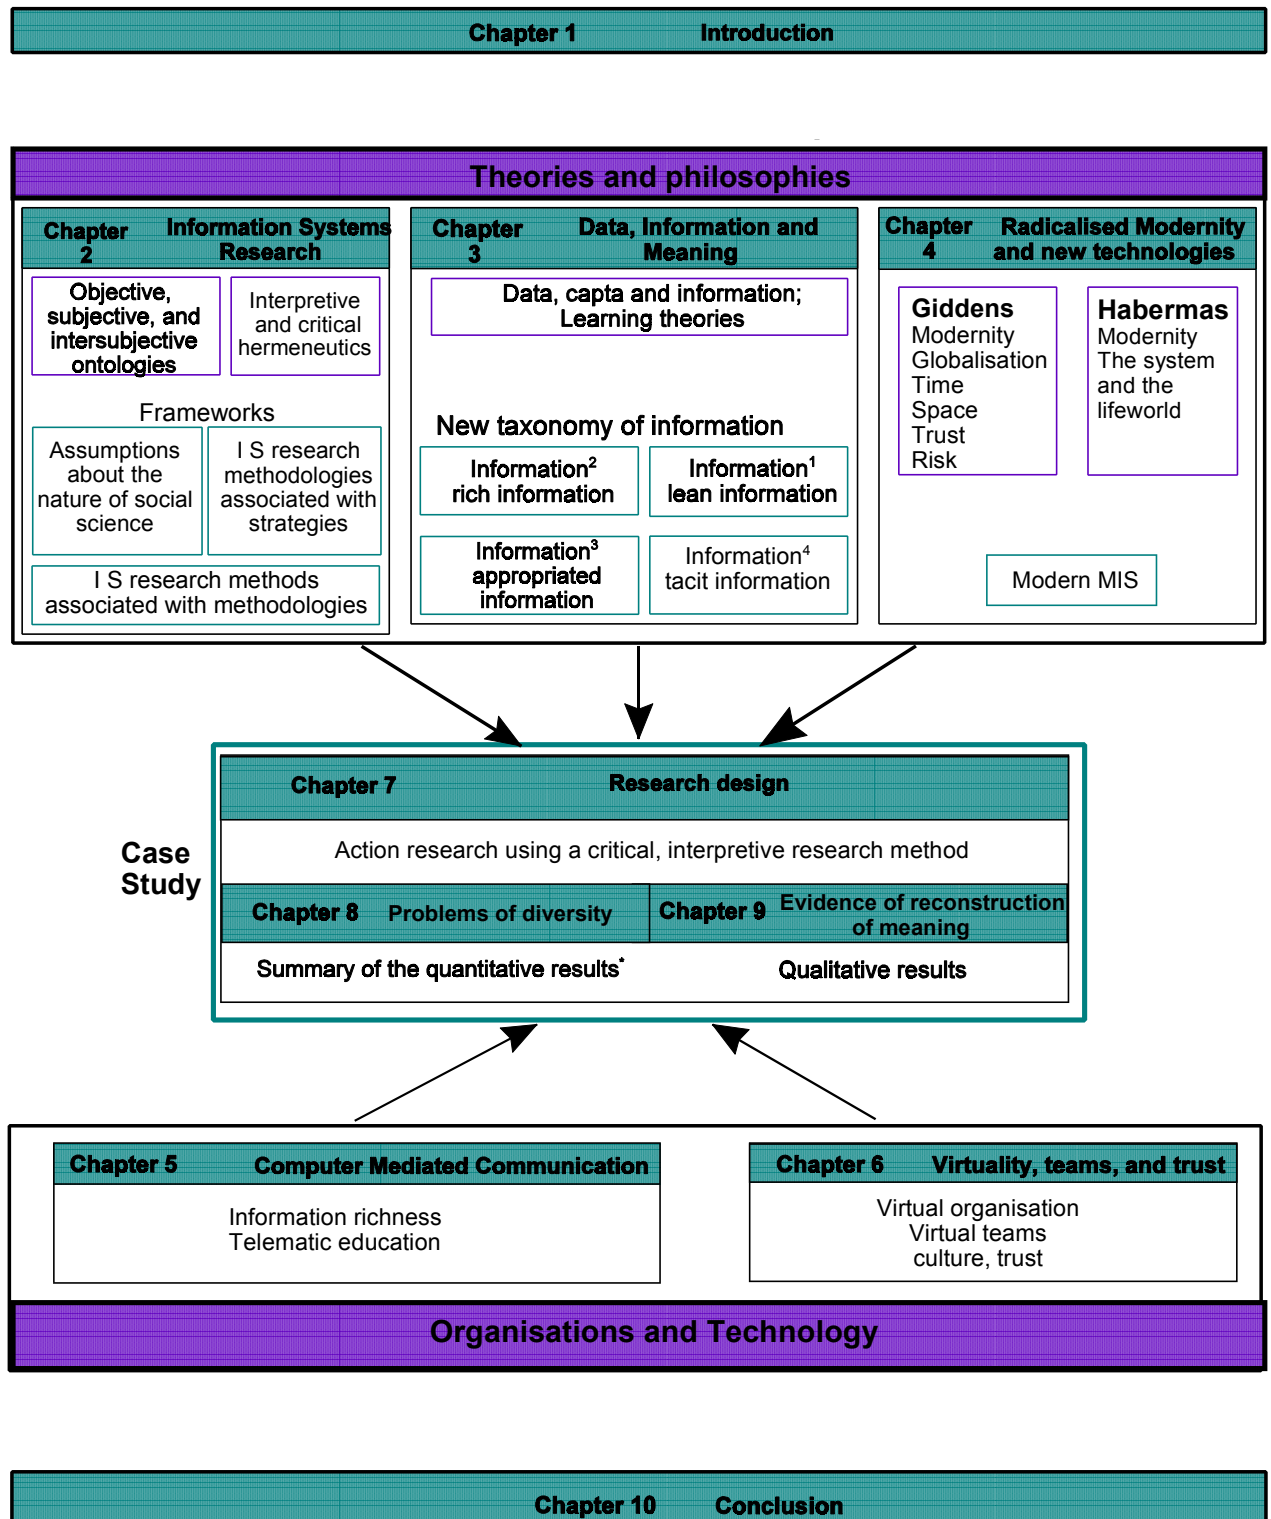 Chapter 1 Introduction
Theories and philosophies
Chapter 2 Information Systems
Research
Objective,
subjective, and
intersubjective
ontologies
Interpretive
and critical
hermeneutics
Frameworks
Assumptions
about the
nature of social
science
I S research
methodologies
associated with
strategies
I S research methods
associated with methodologies
Chapter 3 Data, Information and
Meaning
Data, capta and information;
Learning theories
New taxonomy of information
Information²
rich information
Information¹
lean information
Information³
appropriated
information
Information⁴
tacit information
Chapter 4 Radicalised Modernity
and new technologies
Giddens
Modernity
Globalisation
Time
Space
Trust
Risk
Habermas
Modernity
The system
and the
lifeworld
Modern MIS
Case
Study
Chapter 7 Research design
Action research using a critical, interpretive research method
Chapter 8 Problems of diversity
Chapter 9 Evidence of reconstruction
of meaning
Summary of the quantitative results*
Qualitative results
Chapter 5 Computer Mediated Communication
Information richness
Telematic education
Chapter 6 Virtuality, teams, and trust
Virtual organisation
Virtual teams
culture, trust
Organisations and Technology
Chapter 10 Conclusion